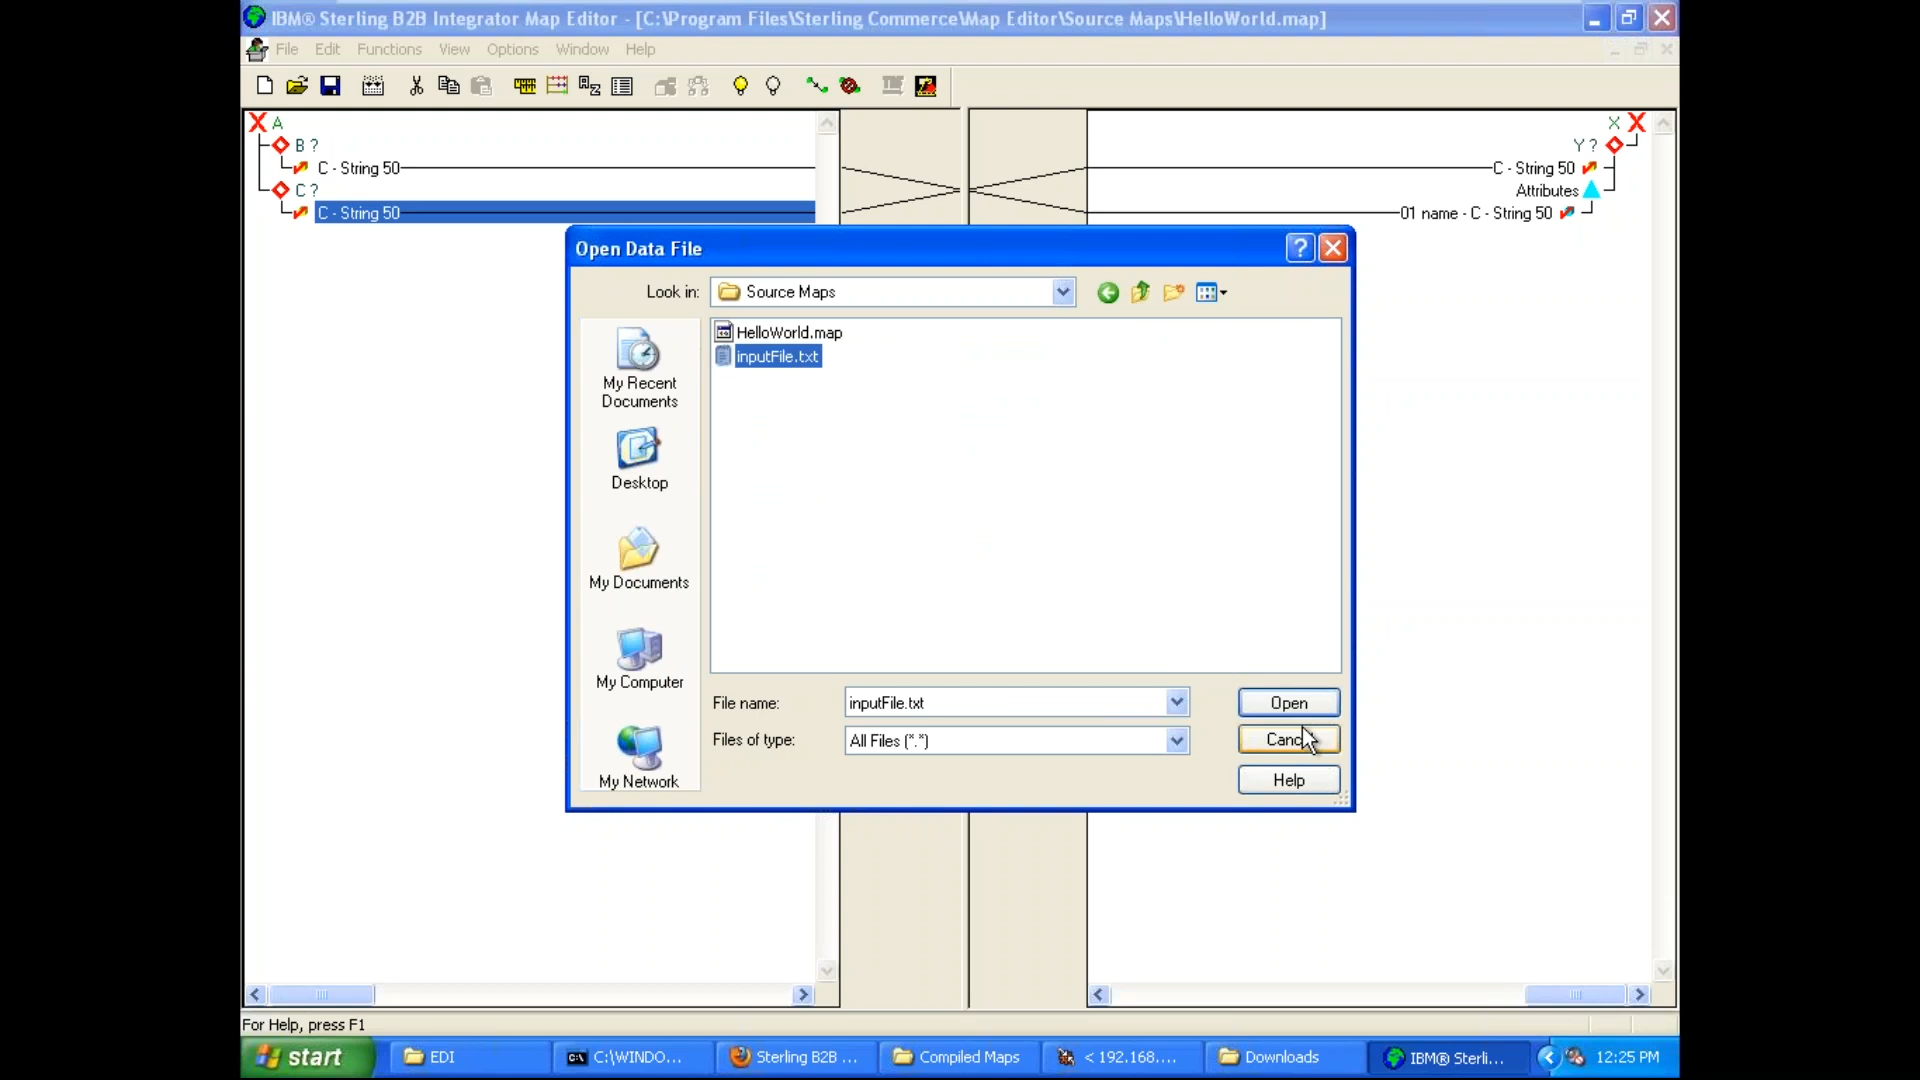 IBM® Sterling B2B Integrator Map Editor - [C:\Program Files\Sterling Commerce\Map Editor\Source Maps\HelloWorld.map]
File Edit Functions View Options Window Help
A
B ?
C - String 50
C ?
C - String 50
X
Y ?
C - String 50
Attributes
01 name - C - String 50
Open Data File
Look in: Source Maps
HelloWorld.map
inputFile.txt
My Recent
Documents
Desktop
My Documents
My Computer
My Network
File name: inputFile.txt Open
Files of type: All Files (*.*)
Help
For Help, press F1
start EDI C:\WINDO... Sterling B2B ... Compiled Maps < 192.168.... Downloads IBM® Sterli... 12:25 PM